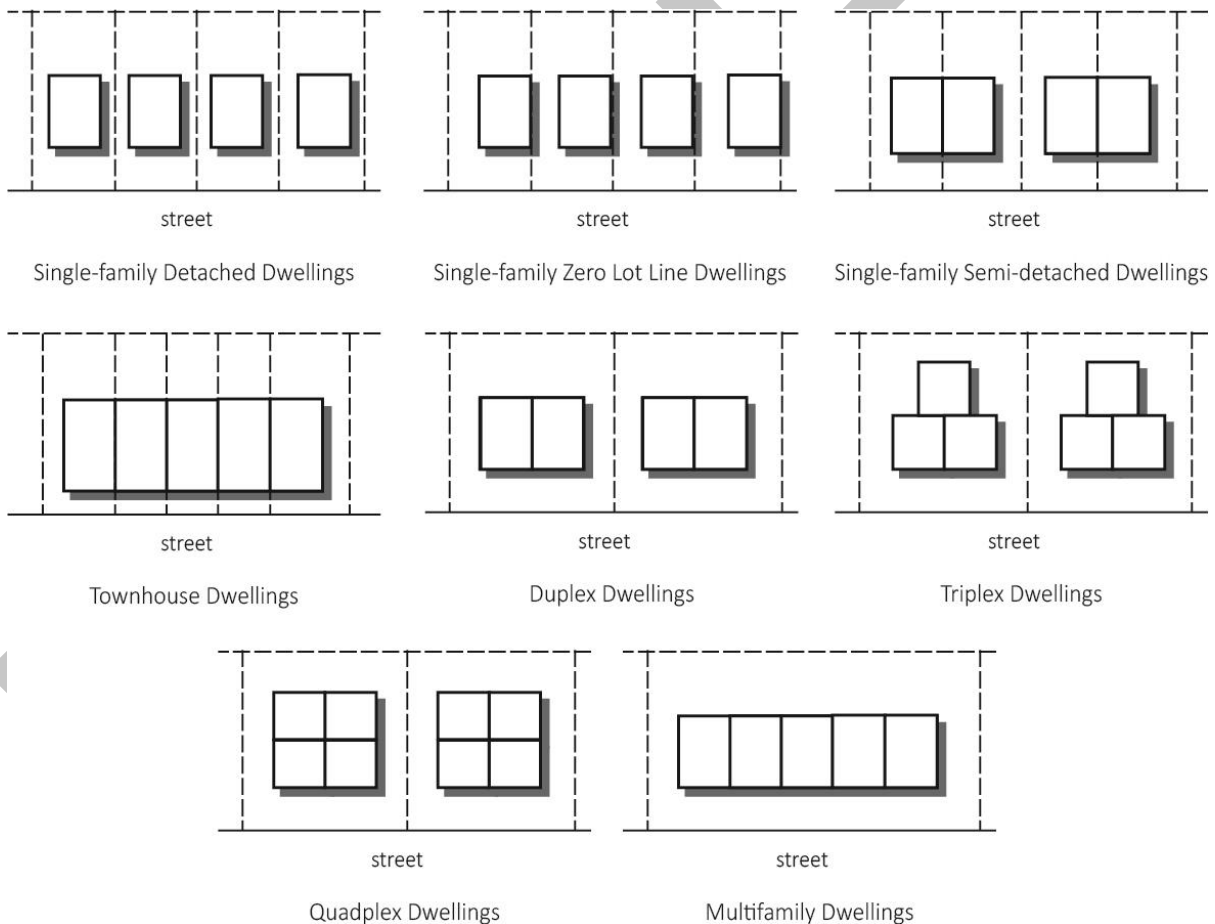 street
street
street
Single-family Detached Dwellings
Single-family Zero Lot Line Dwellings
Single-family Semi-detached Dwellings
street
street
street
Townhouse Dwellings
Duplex Dwellings
Triplex Dwellings
street
street
Quadplex Dwellings
Multifamily Dwellings